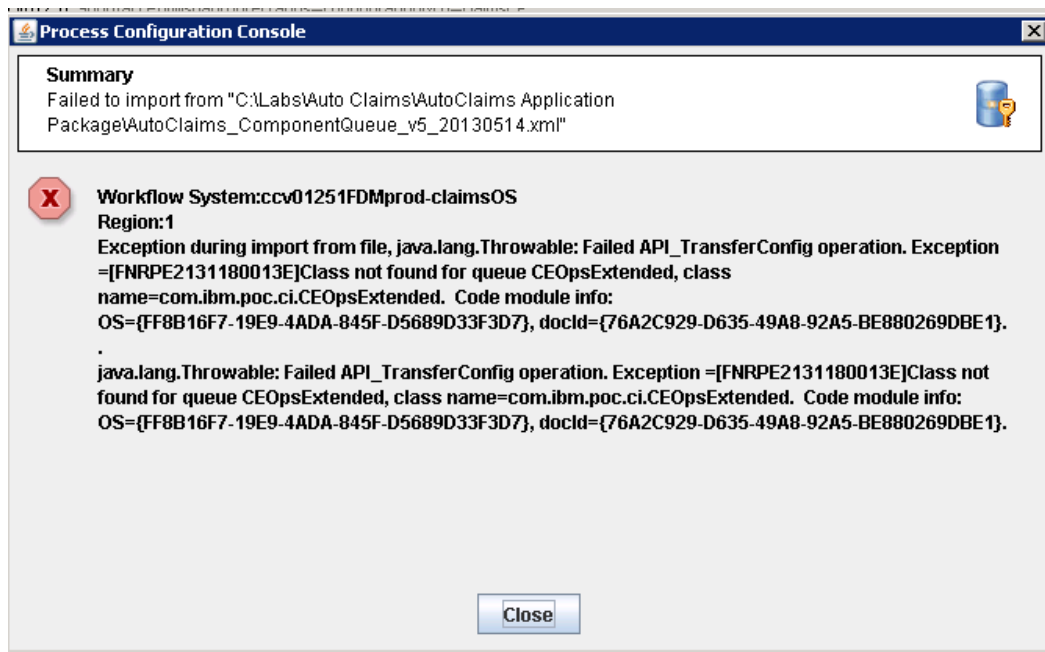 Process Configuration Console
Summary
Failed to import from "C:\Labs\Auto Claims\AutoClaims Application
Package\AutoClaims_ComponentQueue_v5_20130514.xml"
Workflow System:ccv01251FDMprod-claimsOS
Region:1
Exception during import from file, java.lang.Throwable: Failed API_TransferConfig operation. Exception
=[FNRPE2131180013E]Class not found for queue CEOpsExtended, class
name=com.ibm.poc.ci.CEOpsExtended.  Code module info:
OS={FF8B16F7-19E9-4ADA-845F-D5689D33F3D7}, docId={76A2C929-D635-49A8-92A5-BE880269DBE1}.
.
java.lang.Throwable: Failed API_TransferConfig operation. Exception =[FNRPE2131180013E]Class not
found for queue CEOpsExtended, class name=com.ibm.poc.ci.CEOpsExtended.  Code module info:
OS={FF8B16F7-19E9-4ADA-845F-D5689D33F3D7}, docId={76A2C929-D635-49A8-92A5-BE880269DBE1}.
Close